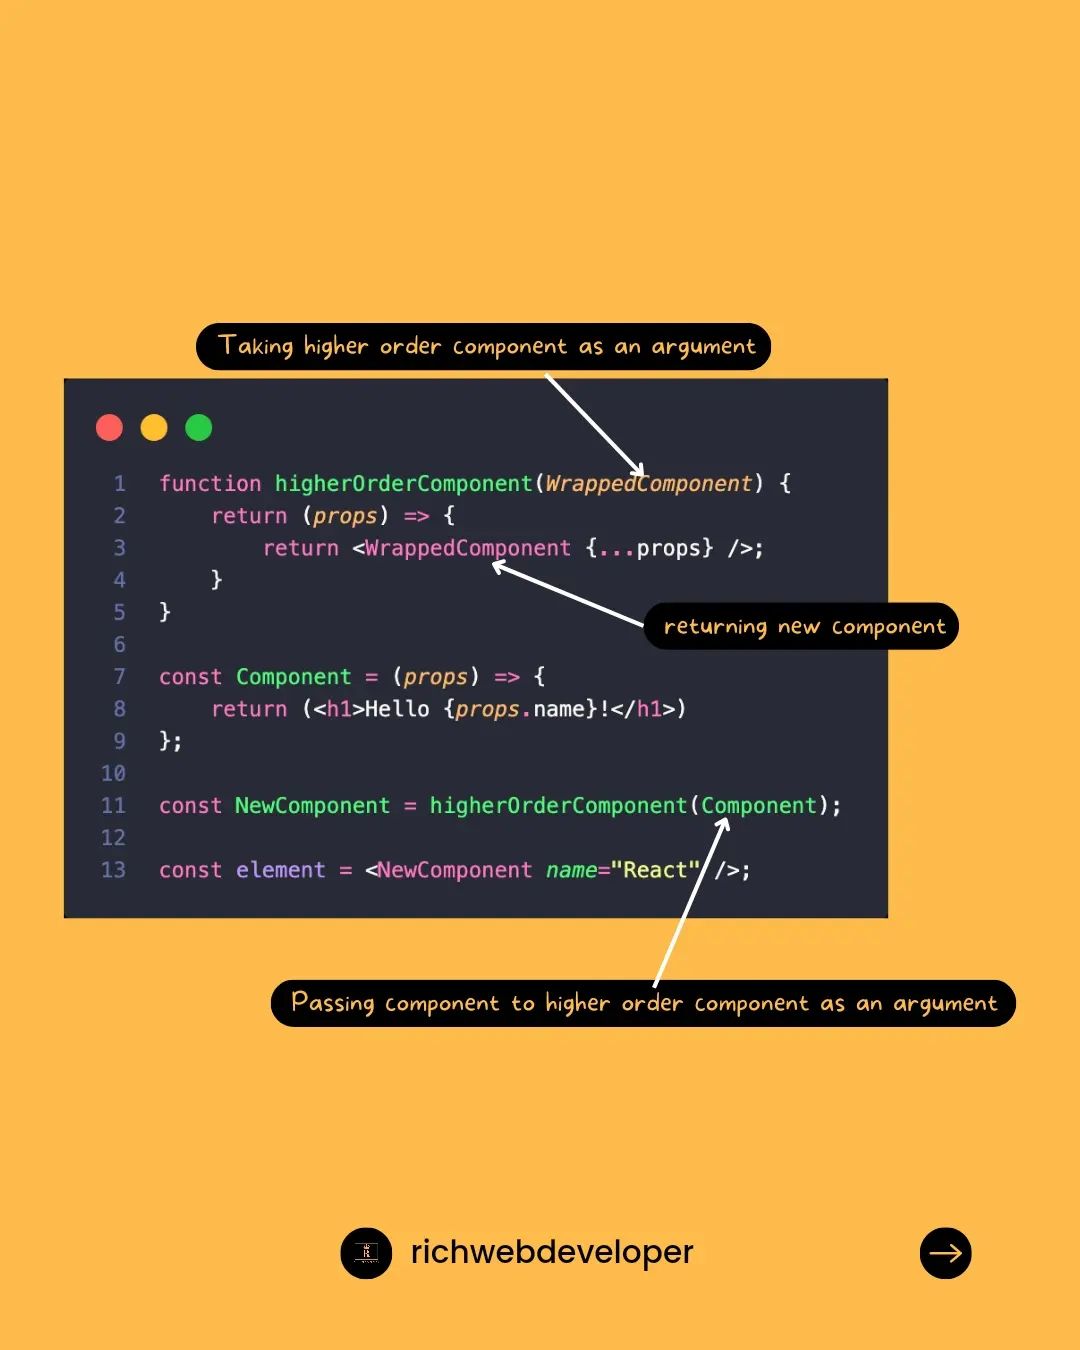 Taking higher order component as an argument
1 function higherOrderComponent(WrappedComponent) {
2     return (props) => {
3         return <WrappedComponent {...props} />;
4     }
5 }
6
returning new component
7 const Component = (props) => {
8     return (<h1>Hello {props.name}!</h1>)
9 };
10
11 const NewComponent = higherOrderComponent(Component);
12
13 const element = <NewComponent name="React" />;
Passing component to higher order component as an argument
richwebdeveloper